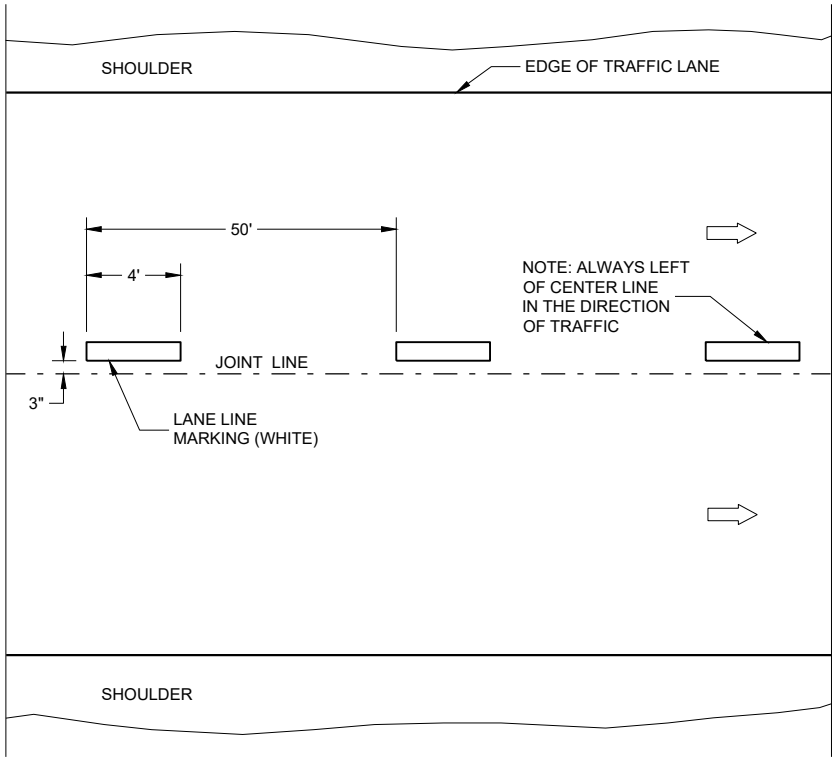 SHOULDER
EDGE OF TRAFFIC LANE
50'
4'
NOTE: ALWAYS LEFT
OF CENTER LINE
IN THE DIRECTION
OF TRAFFIC
JOINT LINE
3"
LANE LINE
MARKING (WHITE)
SHOULDER